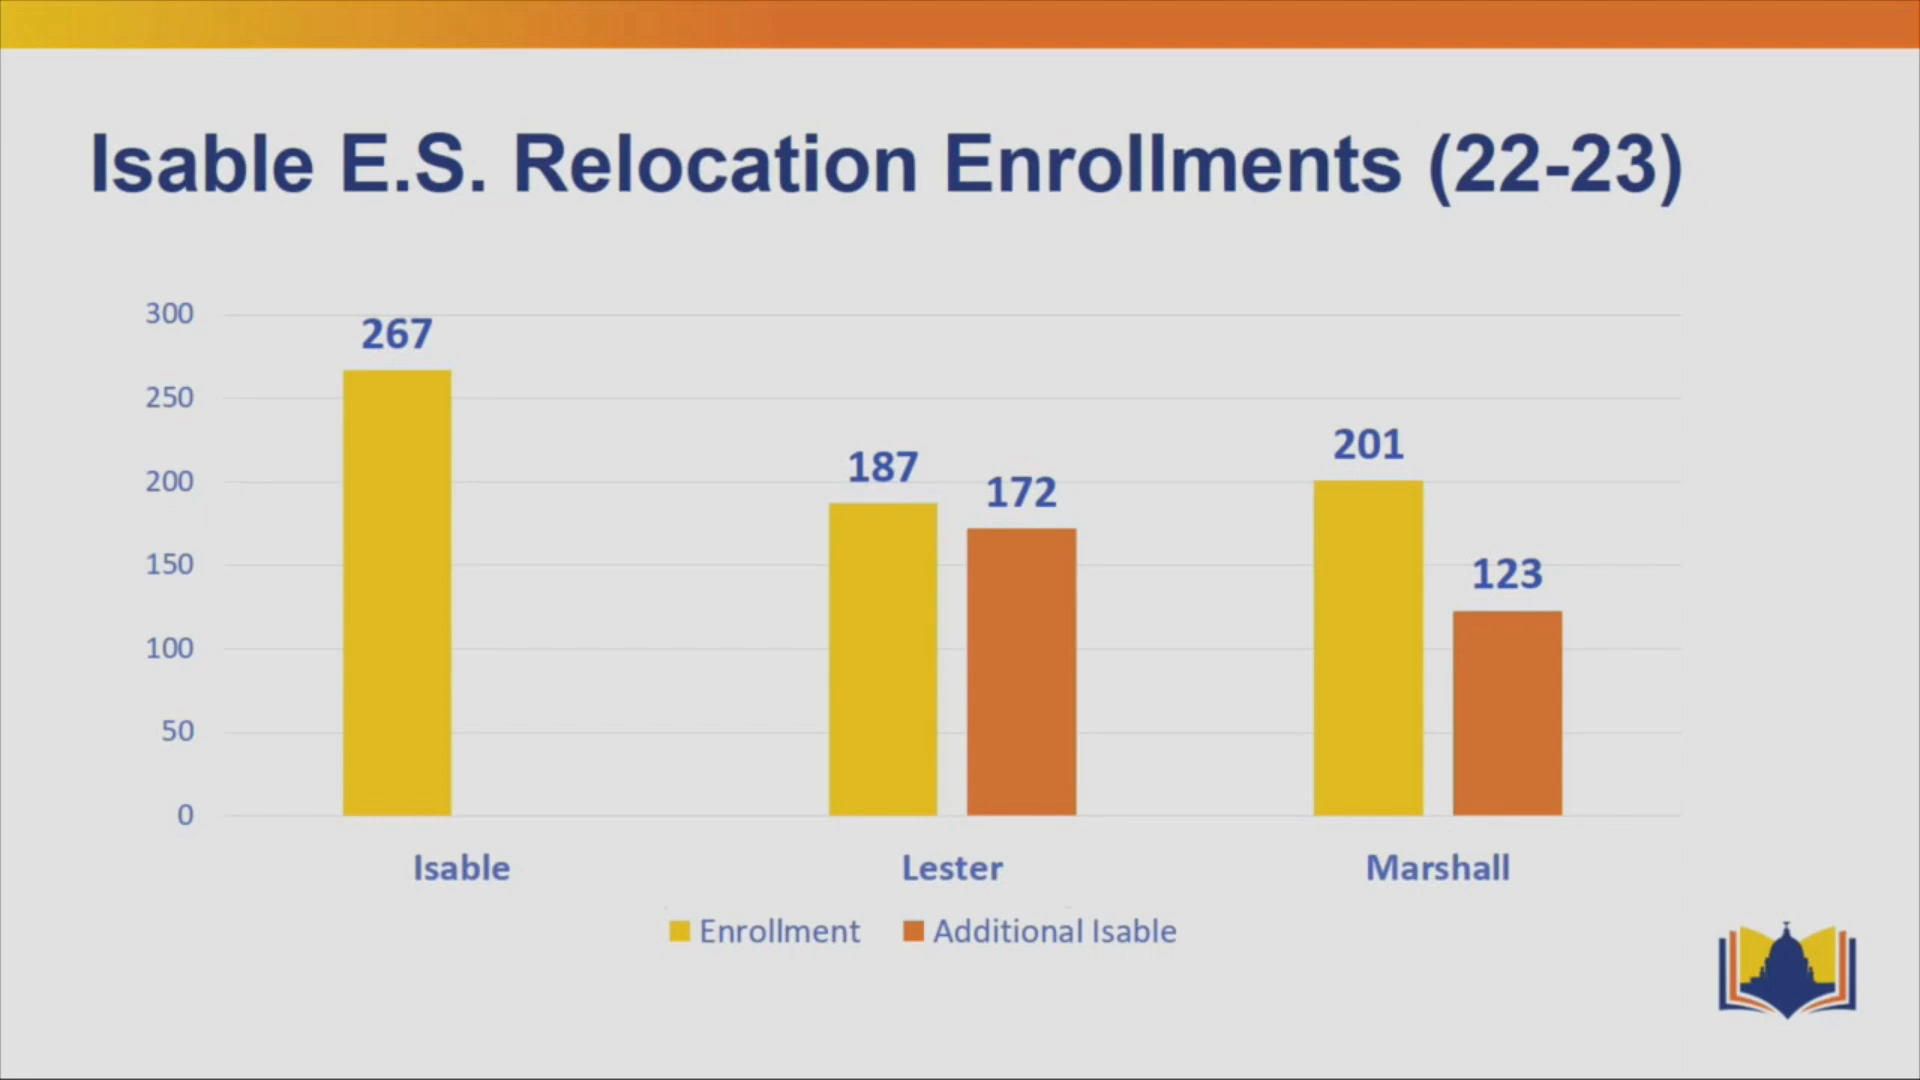 Isable E.S. Relocation Enrollments (22-23)
300
250
200
150
100
50
0
267
187
172
201
123
Isable
Lester
Marshall
Enrollment
Additional Isable